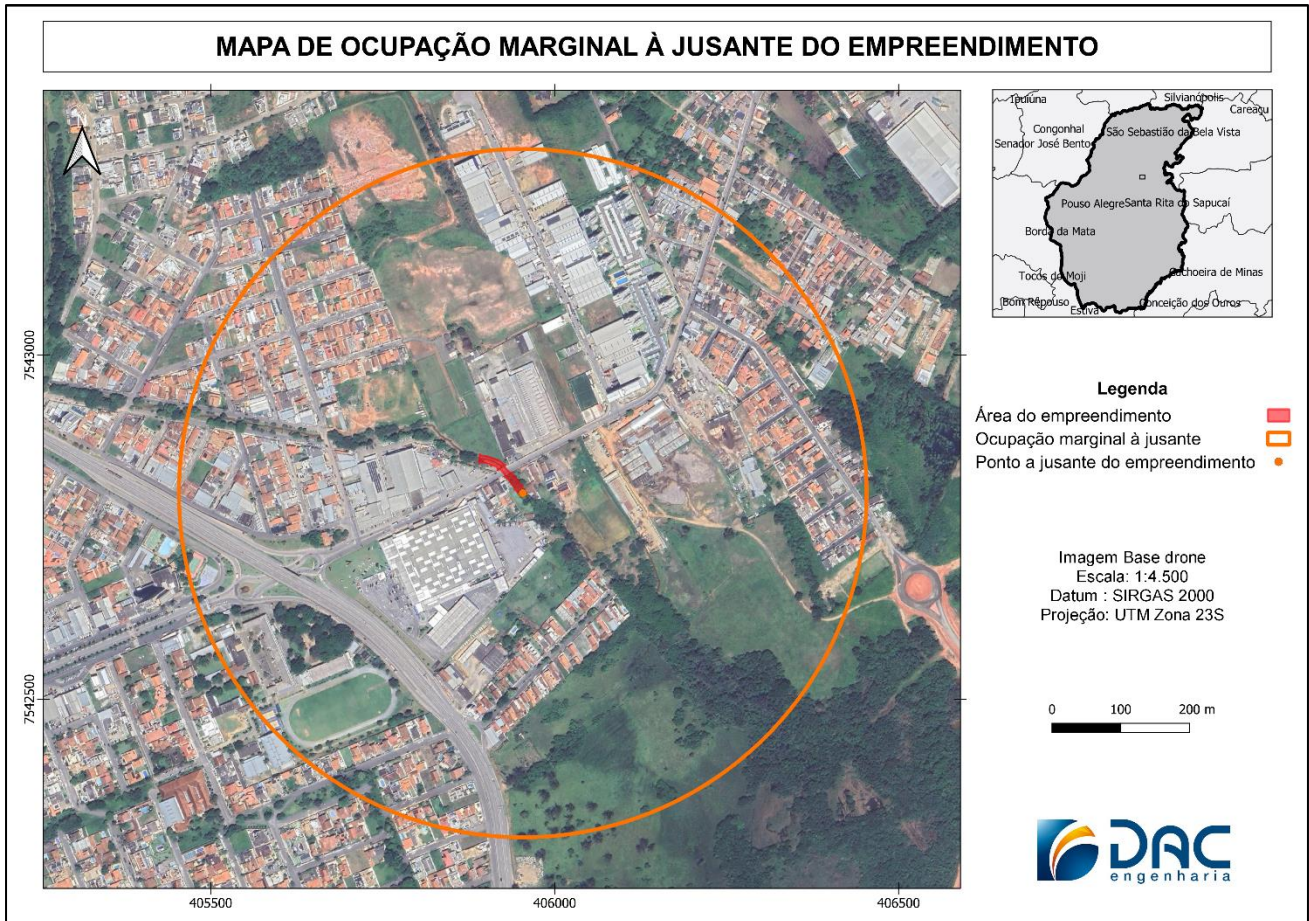 MAPA DE OCUPAÇÃO MARGINAL À JUSANTE DO EMPREENDIMENTO
Ipuiúna
Silvianópolis
Careaçu
Congonhal
São Sebastião da Bela Vista
Senador José Bento
Pouso Alegre
Santa Rita do Sapucaí
Borda da Mata
Tocos do Moji
Cachoeira de Minas
Bom Repouso
Conceição dos Ouros
Estiva
7543000
7542500
405500
406000
406500
Legenda
Área do empreendimento
Ocupação marginal à jusante
Ponto a jusante do empreendimento
Imagem Base drone
Escala: 1:4.500
Datum : SIRGAS 2000
Projeção: UTM Zona 23S
0 100 200 m
DAC
engenharia